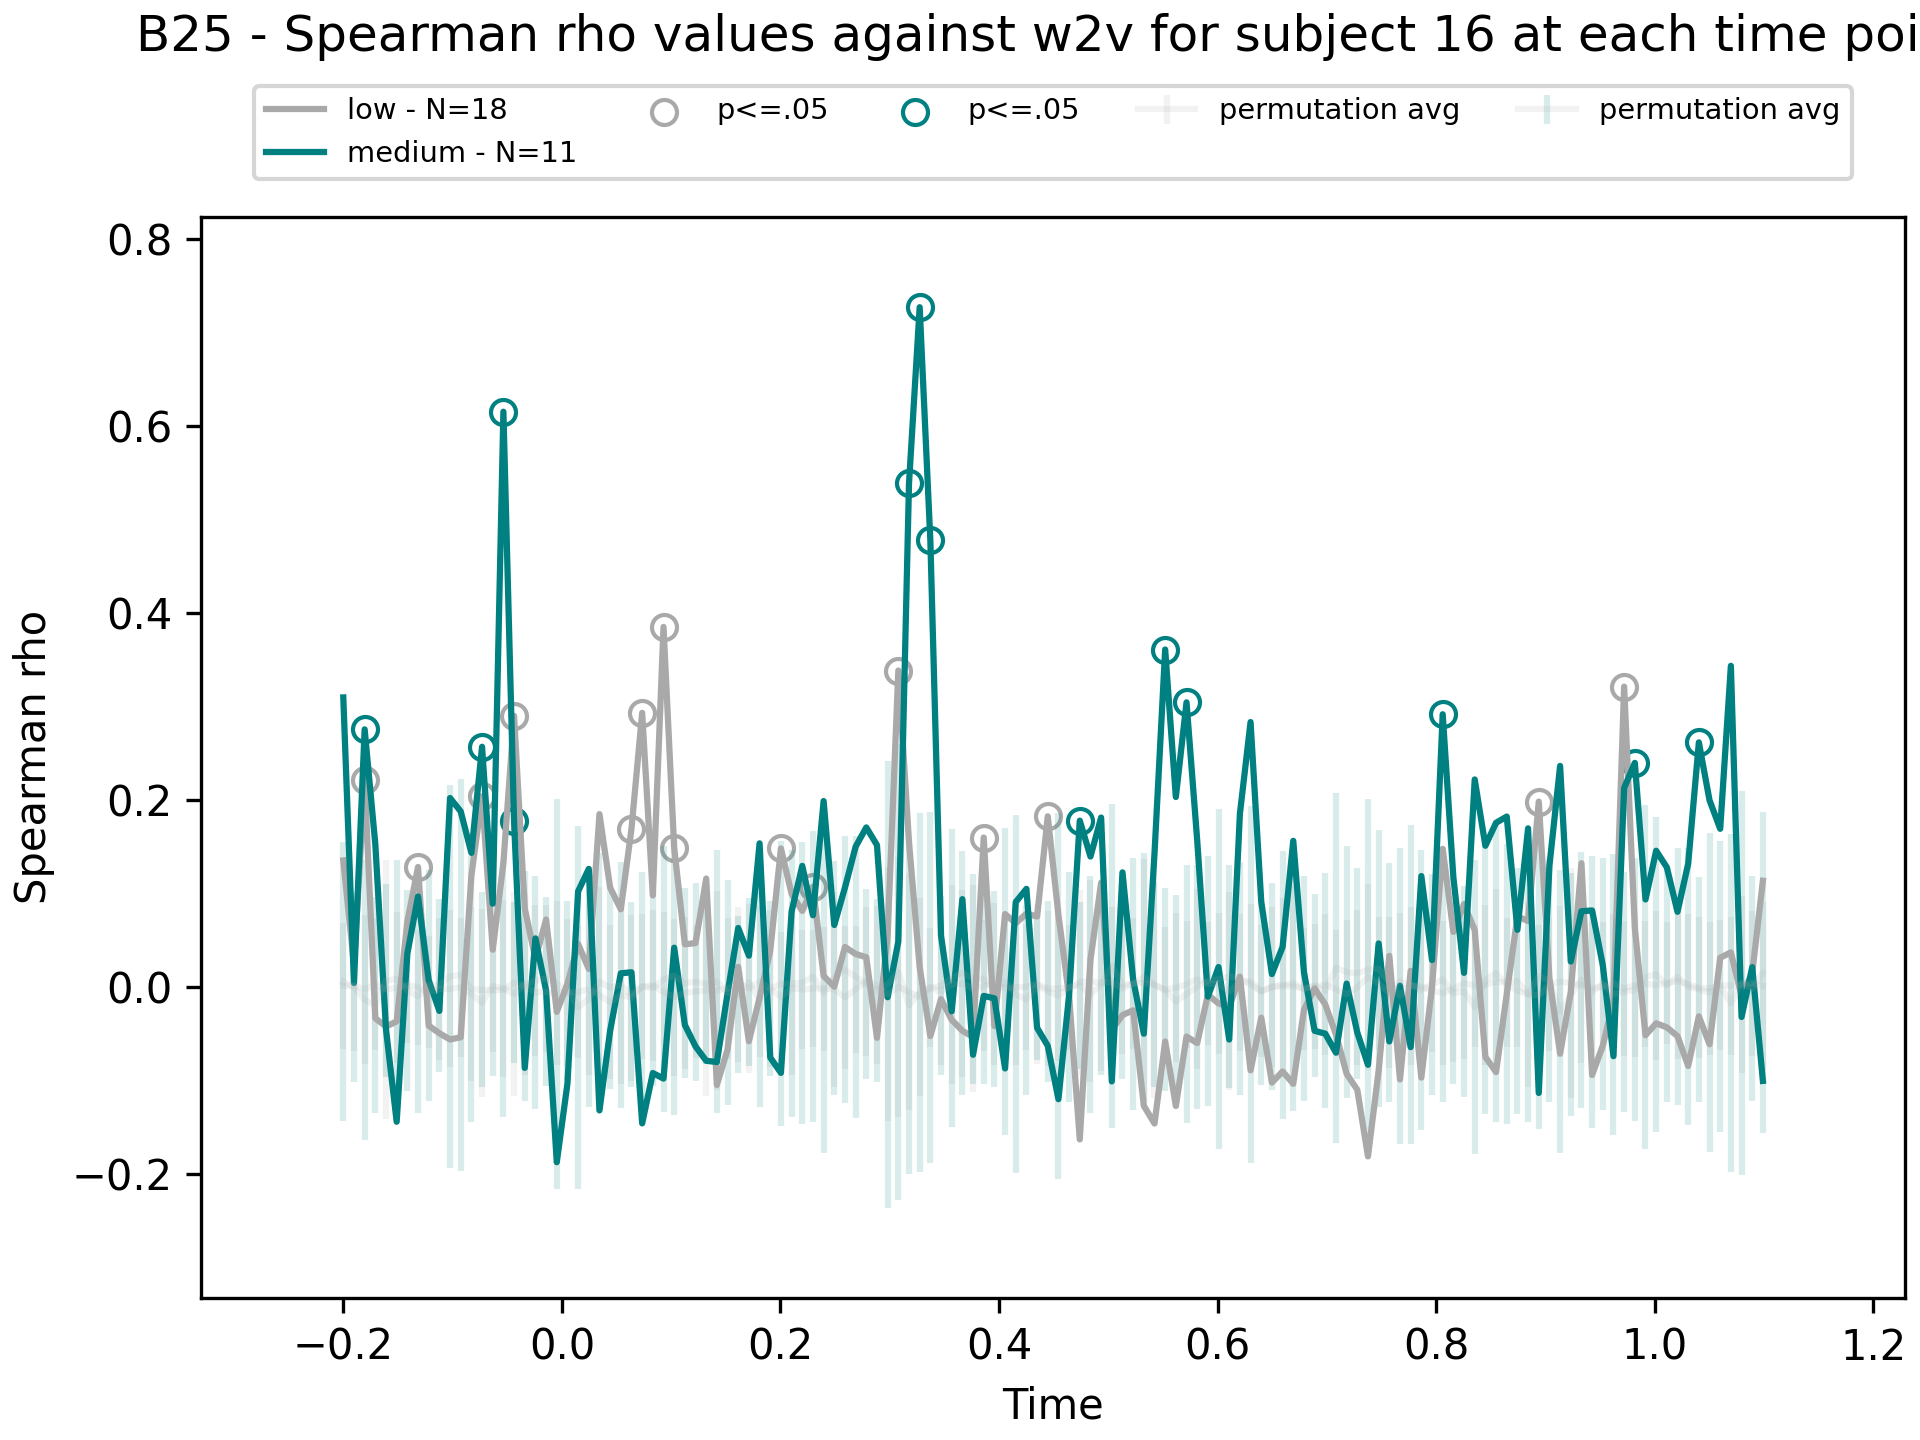 B25 - Spearman rho values against w2v for subject 16 at each time poi
low - N=18
medium - N=11
p<=.05
p<=.05
permutation avg
permutation avg
Spearman rho
0.8
0.6
0.4
0.2
0.0
−0.2
−0.2
0.0
0.2
0.4
0.6
0.8
1.0
1.2
Time